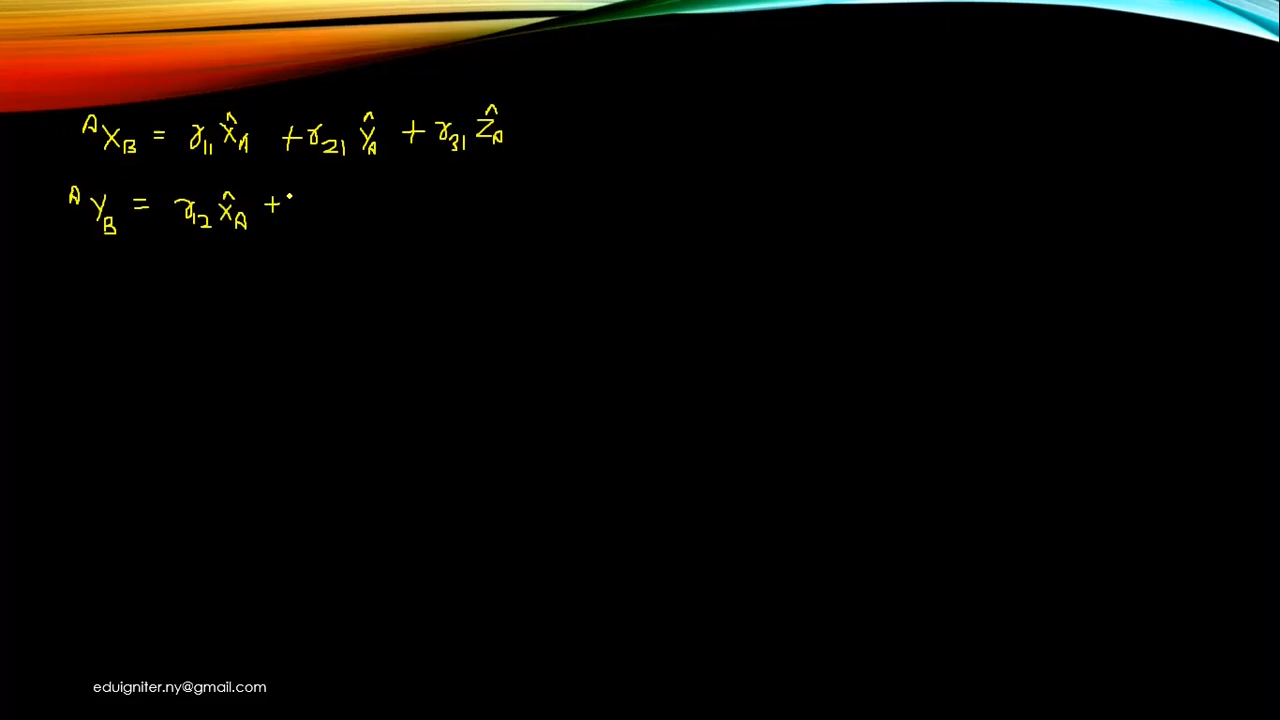 ᴬX_B = r₁₁ x̂_A + r₂₁ ŷ_A + r₃₁ Ẑ_A
ᴬY_B = r₁₂ x̂_A +
eduigniter.ny@gmail.com